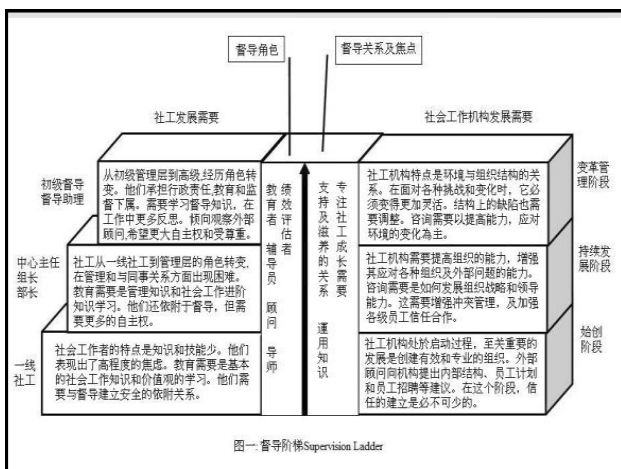 督导角色
督导关系及焦点
社工发展需要
社会工作机构发展需要
初级督导
督导助理
从初级管理层到高级,经历角色转
变。他们承担行政责任,教育和监
督下属。需要学习督导知识，在
工作中更多反思。倾向观察外部
顾问,希望更大自主权和受尊重。
中心主任
组长
部长
社工从一线社工到管理层的角色转变，
在管理和与同事关系方面出现困难。
教育需要是管理知识和社会工作进阶
知识学习。他们还依附于督导，但需
要更多的自主权。
一线
社工
社会工作者的特点是知识和技能少。他们
表现出了高程度的焦虑。教育需要是基本
的社会工作知识和价值观的学习。他们需
要与督导建立安全的依附关系。
绩效评估者
教育者 辅导员 顾问 导师
专注社工成长需要 运用知识
支持及滋养的关系
社工机构特点是环境与组织结构的关
系。在面对各种挑战和变化时，它必
须变得更加灵活。结构上的缺陷也需
要调整。咨询需要以提高能力，应对
环境的变化為主。
变革管
理阶段
社工机构需要提高组织的能力，增强
其应对各种组织及外部问题的能力。
咨询需要是如何发展组织战略和领导
能力。这需要增强冲突管理，及加强
各级员工信任合作。
持续发
展阶段
社工机构处於启动过程，至关重要的
发展是创建有效和专业的组织。外部
顾问向机构提出内部结构、员工计划
和员工招聘等建议。在这个阶段，信
任的建立是必不可少的。
始创
阶段
图一:督导阶梯Supervision Ladder